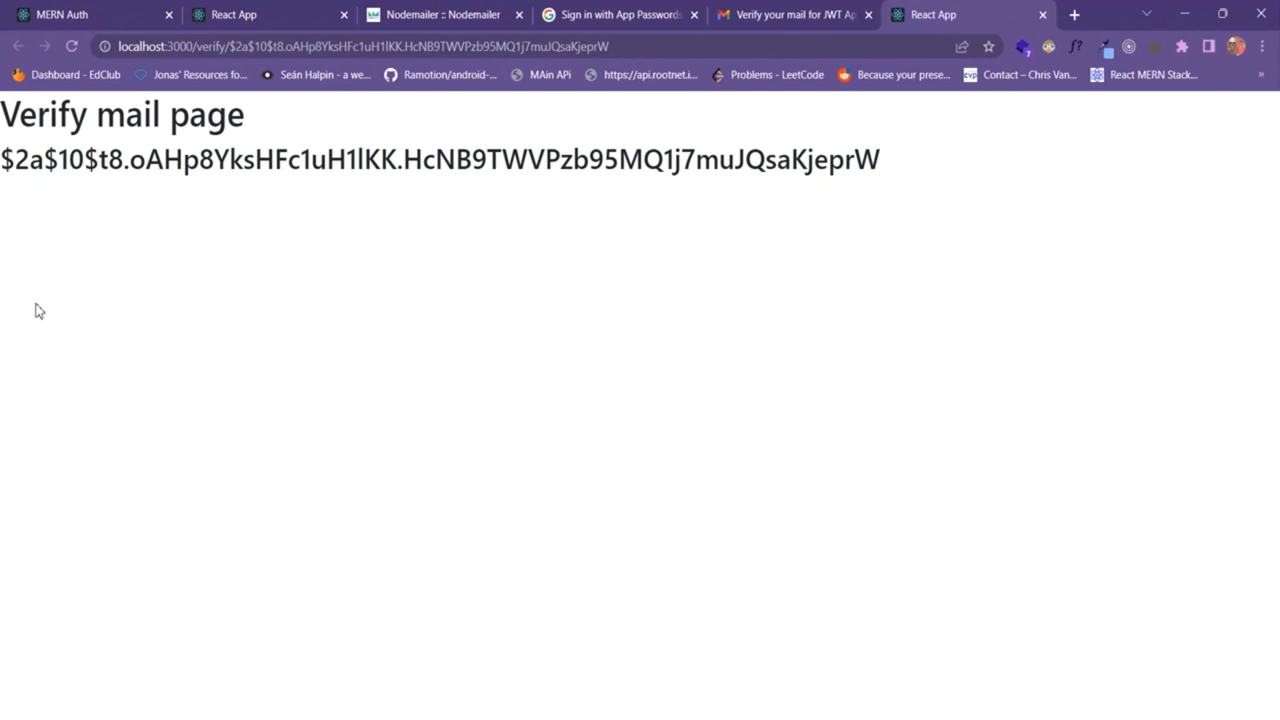 MERN Auth
React App
Nodemailer :: Nodemailer
Sign in with App Passwords
Verify your mail for JWT Ap
React App
localhost:3000/verify/$2a$10$t8.oAHp8YksHFc1uH1lKK.HcNB9TWVPzb95MQ1j7muJQsaKjeprW
f?
7
Dashboard - EdClub
Jonas' Resources fo...
Seán Halpin - a we...
Ramotion/android-...
MAin APi
https://api.rootnet.i...
Problems - LeetCode
Because your prese...
cvp
Contact – Chris Van...
React MERN Stack...
»
Verify mail page
$2a$10$t8.oAHp8YksHFc1uH1lKK.HcNB9TWVPzb95MQ1j7muJQsaKjeprW